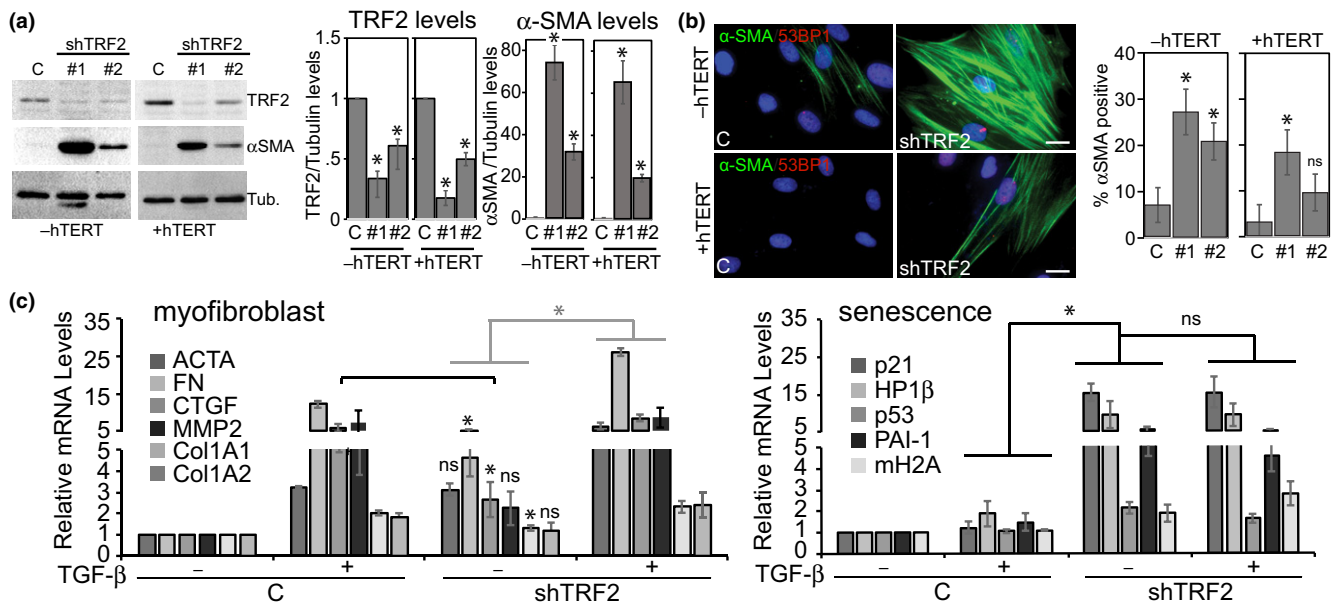 (a)
shTRF2
shTRF2
C #1 #2
C #1 #2
TRF2
αSMA
Tub.
–hTERT
+hTERT
TRF2 levels
TRF2/Tubulin levels
1.5
1
.5
0
*
*
*
*
C #1 #2 C #1 #2
–hTERT +hTERT
α-SMA levels
αSMA/Tubulin levels
80
60
40
20
0
*
*
*
*
C #1 #2 C #1 #2
–hTERT +hTERT
(b)
–hTERT
+hTERT
α-SMA/53BP1
C
shTRF2
α-SMA/53BP1
C
shTRF2
–hTERT +hTERT
% αSMA positive
40
30
20
10
0
*
*
*
ns
C #1 #2
C #1 #2
(c)
myofibroblast
Relative mRNA Levels
35
25
15
5
5
4
3
2
1
0
ACTA
FN
CTGF
MMP2
Col1A1
Col1A2
*
ns
*
*
ns
*
ns
TGF-β – + – +
C shTRF2
senescence
Relative mRNA Levels
35
25
15
5
5
4
3
2
1
0
p21
HP1β
p53
PAI-1
mH2A
*
ns
TGF-β – + – +
C shTRF2